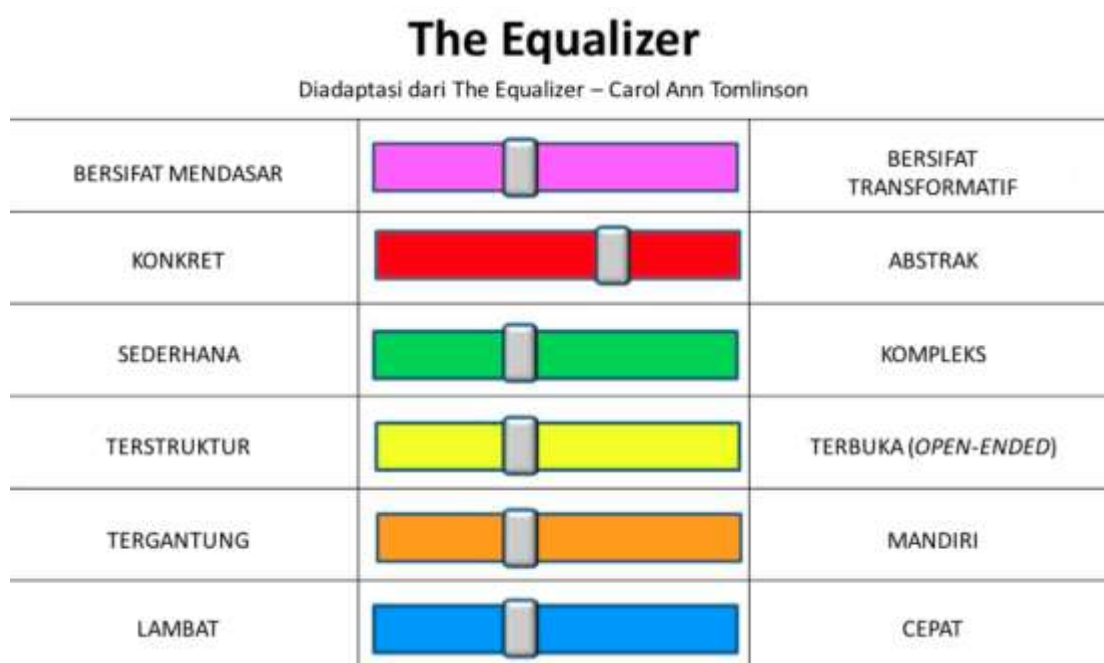 The Equalizer
Diadaptasi dari The Equalizer – Carol Ann Tomlinson
BERSIFAT MENDASAR
BERSIFAT
TRANSFORMATIF
KONKRET
ABSTRAK
SEDERHANA
KOMPLEKS
TERSTRUKTUR
TERBUKA (OPEN-ENDED)
TERGANTUNG
MANDIRI
LAMBAT
CEPAT